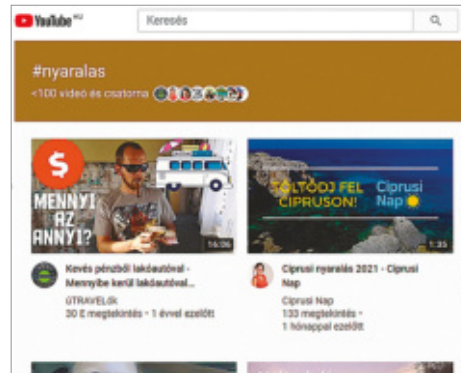 YouTube HU
Keresés
#nyaralas
<100 videó és csatorna
$
MENNYI
AZ
ANNYI?
16:06
TÖLTŐDJ FEL
CIPRUSON!
Ciprusi
Nap
1:35
Kevés pénzből lakóautóval -
Mennyibe kerül lakóautóval...
ÚTRAVELők
30 E megtekintés • 1 évvel ezelőtt
Ciprusi nyaralás 2021 - Ciprusi
Nap
Ciprusi Nap
133 megtekintés •
1 hónappal ezelőtt